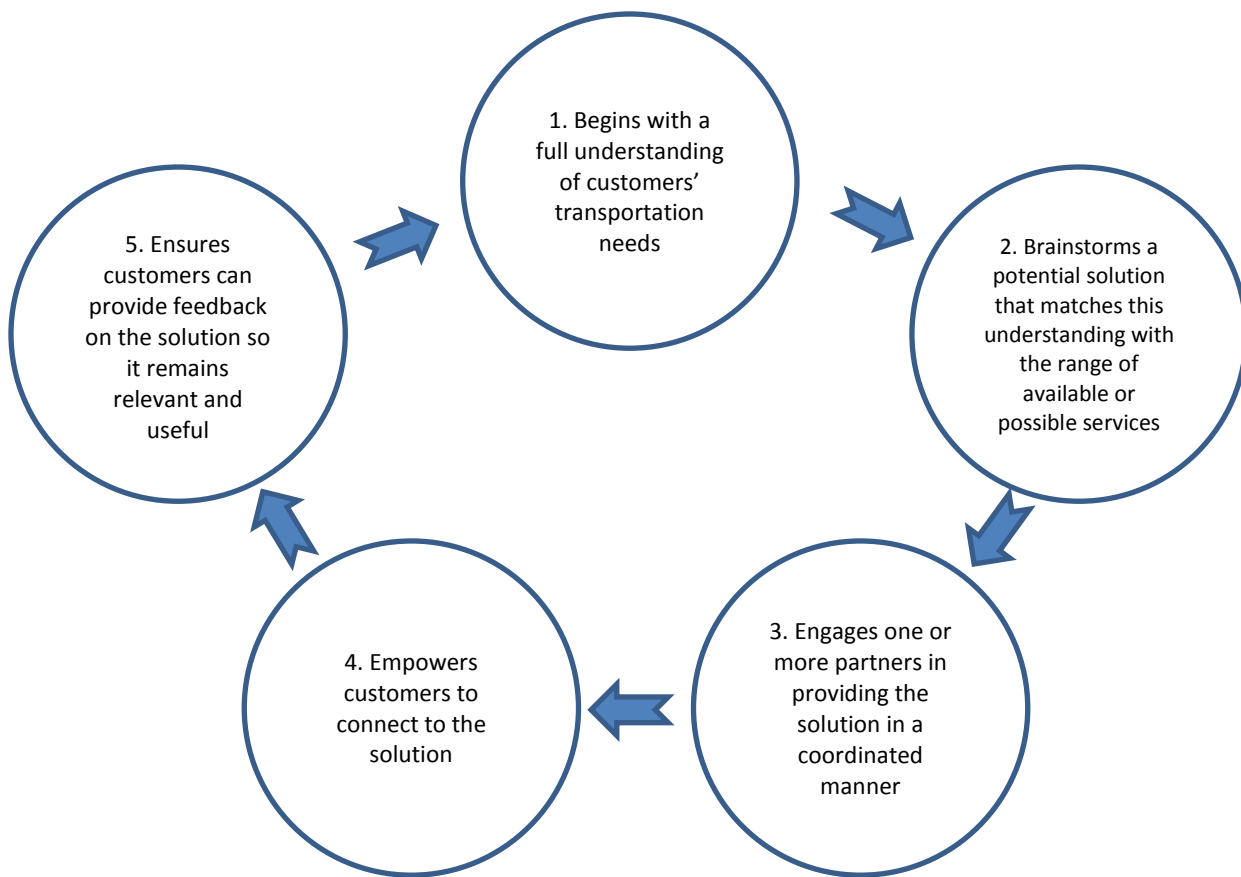 1. Begins with a
full understanding
of customers’
transportation
needs
2. Brainstorms a
potential solution
that matches this
understanding with
the range of
available or
possible services
3. Engages one or
more partners in
providing the
solution in a
coordinated
manner
4. Empowers
customers to
connect to the
solution
5. Ensures
customers can
provide feedback
on the solution so
it remains
relevant and
useful